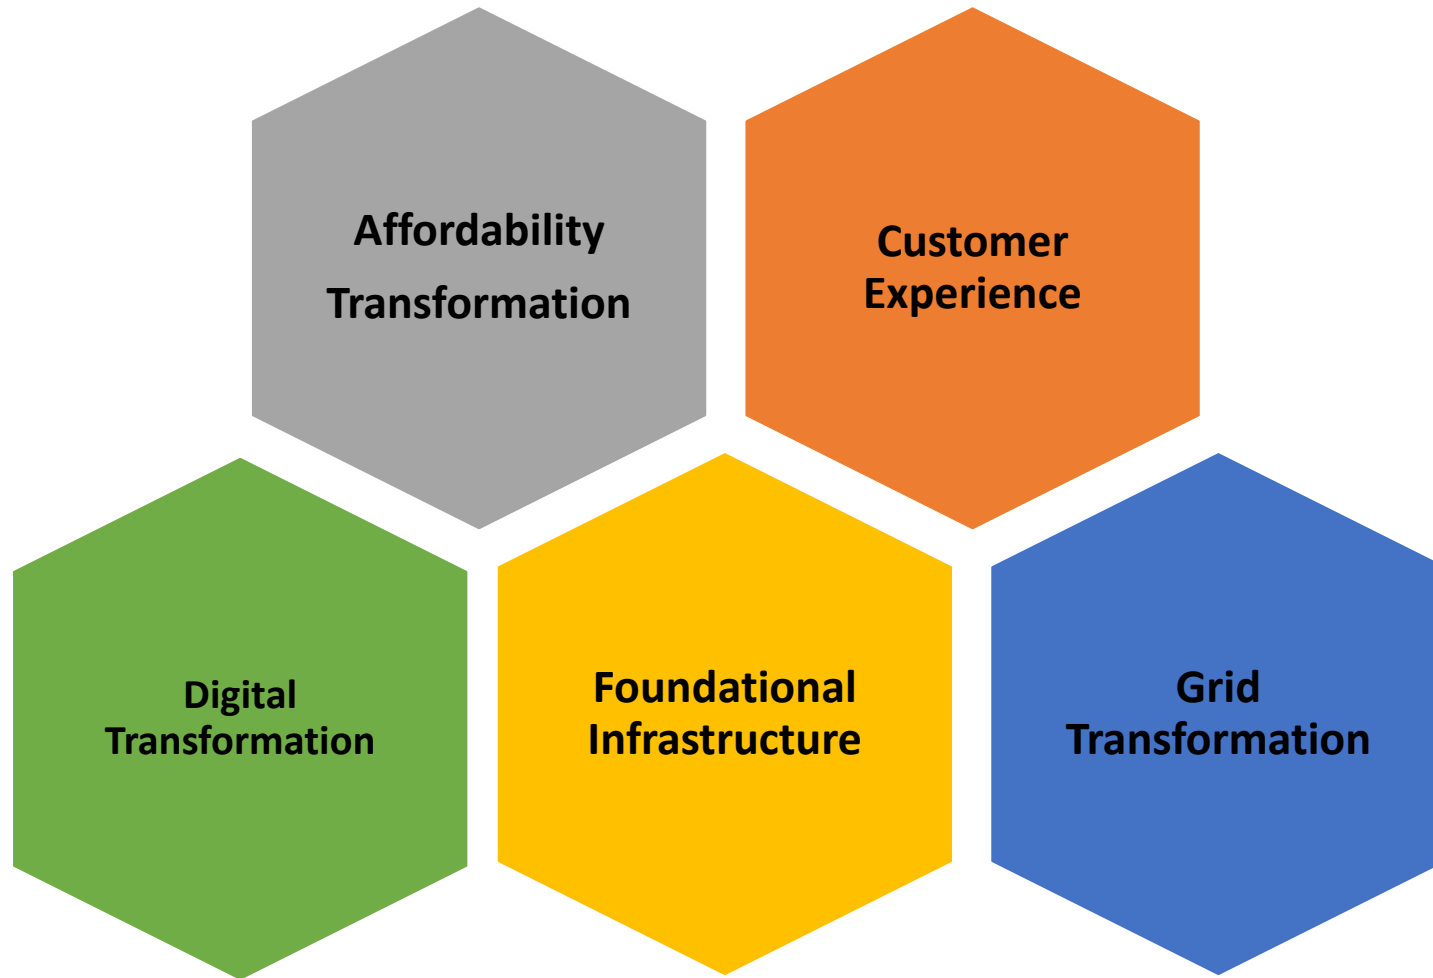 Affordability
Transformation
Customer
Experience
Digital
Transformation
Foundational
Infrastructure
Grid
Transformation